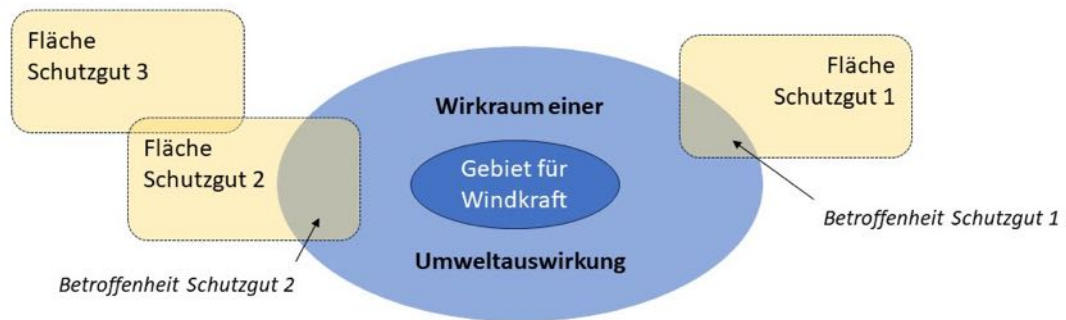 Fläche
Schutzgut 3
Fläche
Schutzgut 2
Betroffenheit Schutzgut 2
Wirkraum einer
Gebiet für
Windkraft
Umweltauswirkung
Fläche
Schutzgut 1
Betroffenheit Schutzgut 1